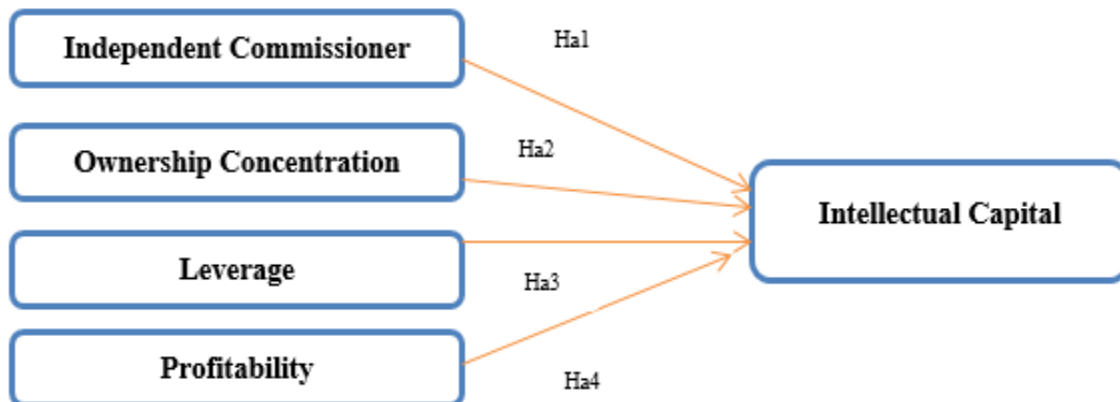 Independent Commissioner
Ha1
Ownership Concentration
Ha2
Intellectual Capital
Leverage
Ha3
Profitability
Ha4